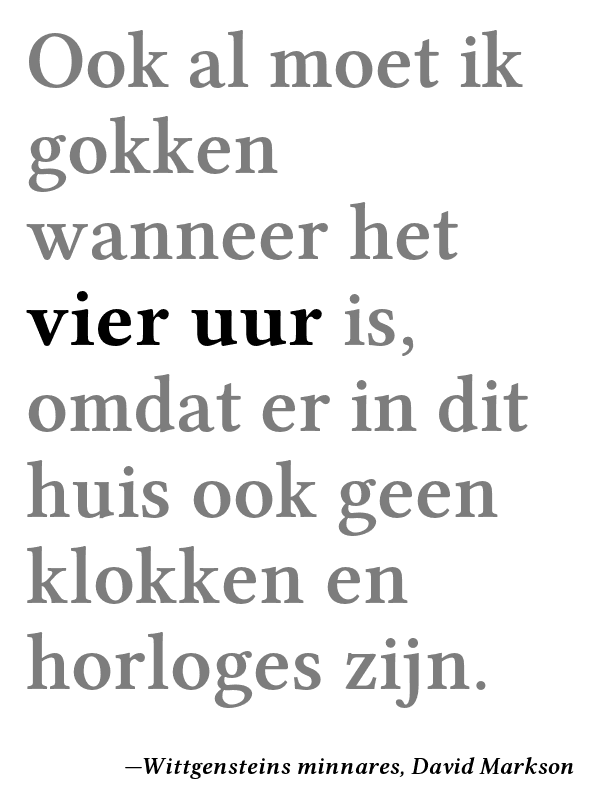 Ook al moet ik
gokken
wanneer het
vier uur is,
omdat er in dit
huis ook geen
klokken en
horloges zijn.
—Wittgensteins minnares, David Markson